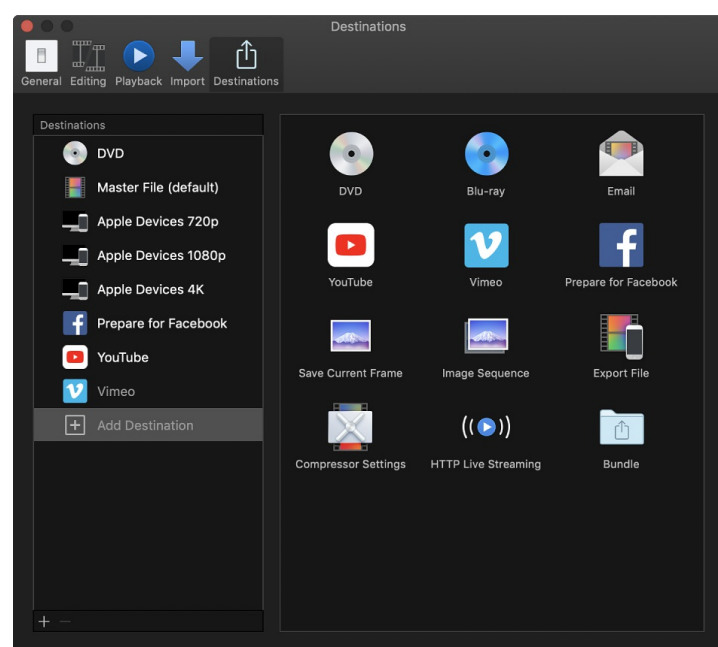 Destinations
General Editing Playback Import Destinations
Destinations
DVD
Master File (default)
Apple Devices 720p
Apple Devices 1080p
Apple Devices 4K
Prepare for Facebook
YouTube
Vimeo
Add Destination
DVD Blu-ray Email
YouTube Vimeo Prepare for Facebook
Save Current Frame Image Sequence Export File
Compressor Settings HTTP Live Streaming Bundle